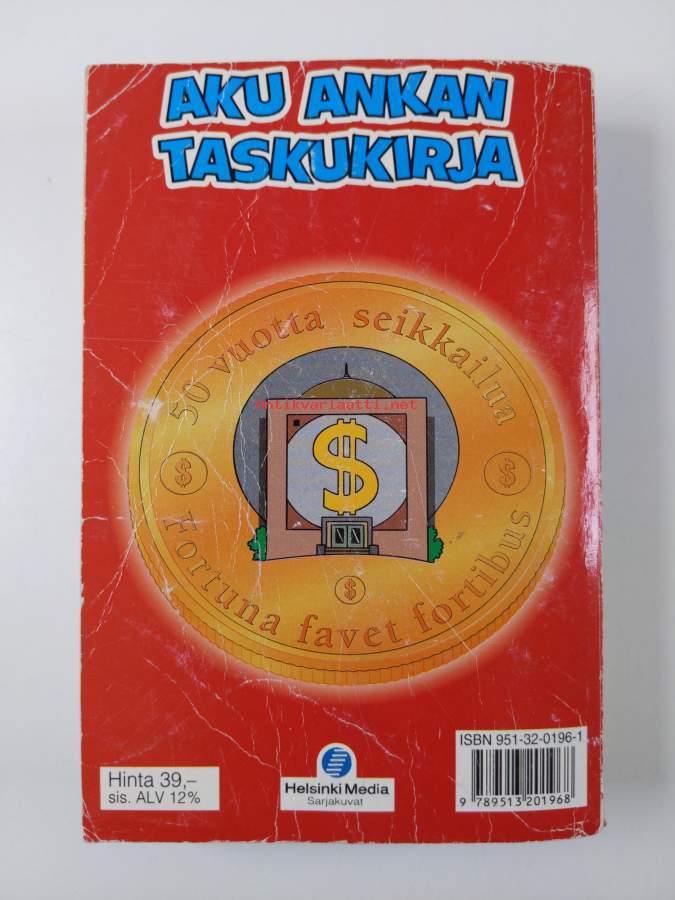 AKU ANKAN
TASKUKIRJA
50 vuotta seikkailua
antikvariaatti.net
$
$
$
Fortuna favet fortibus
$
ISBN 951-32-0196-1
Hinta 39,–
sis. ALV 12%
Helsinki Media
Sarjakuvat
9 789513 201968